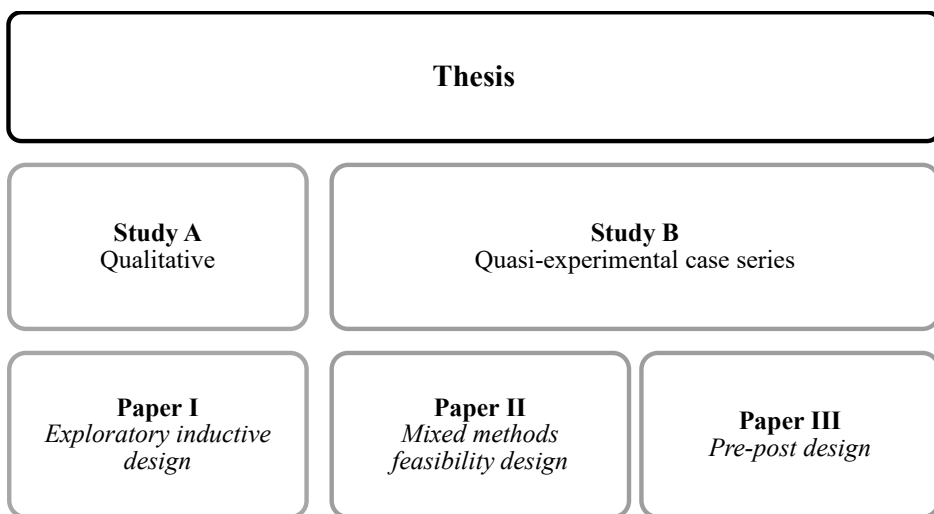 Thesis
Study A
Qualitative
Study B
Quasi-experimental case series
Paper I
Exploratory inductive
design
Paper II
Mixed methods
feasibility design
Paper III
Pre-post design